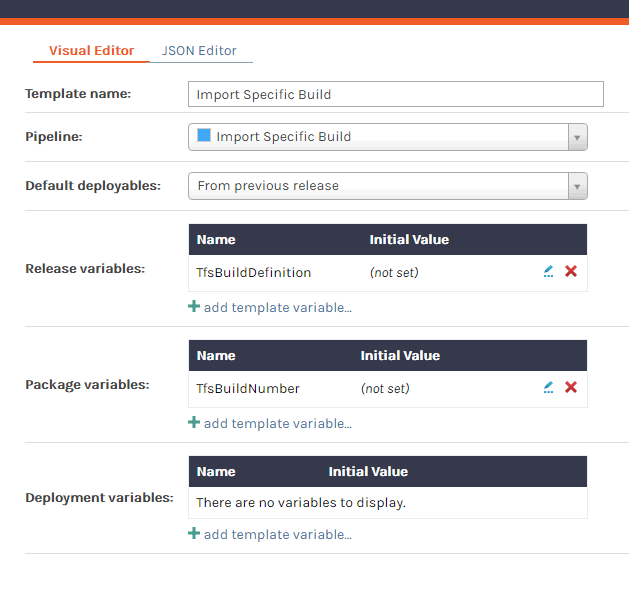 Visual Editor JSON Editor
Template name: Import Specific Build
Pipeline: Import Specific Build
Default deployables: From previous release
Name Initial Value
Release variables:
TfsBuildDefinition (not set)
add template variable...
Name Initial Value
Package variables:
TfsBuildNumber (not set)
add template variable...
Name Initial Value
Deployment variables:
There are no variables to display.
add template variable...